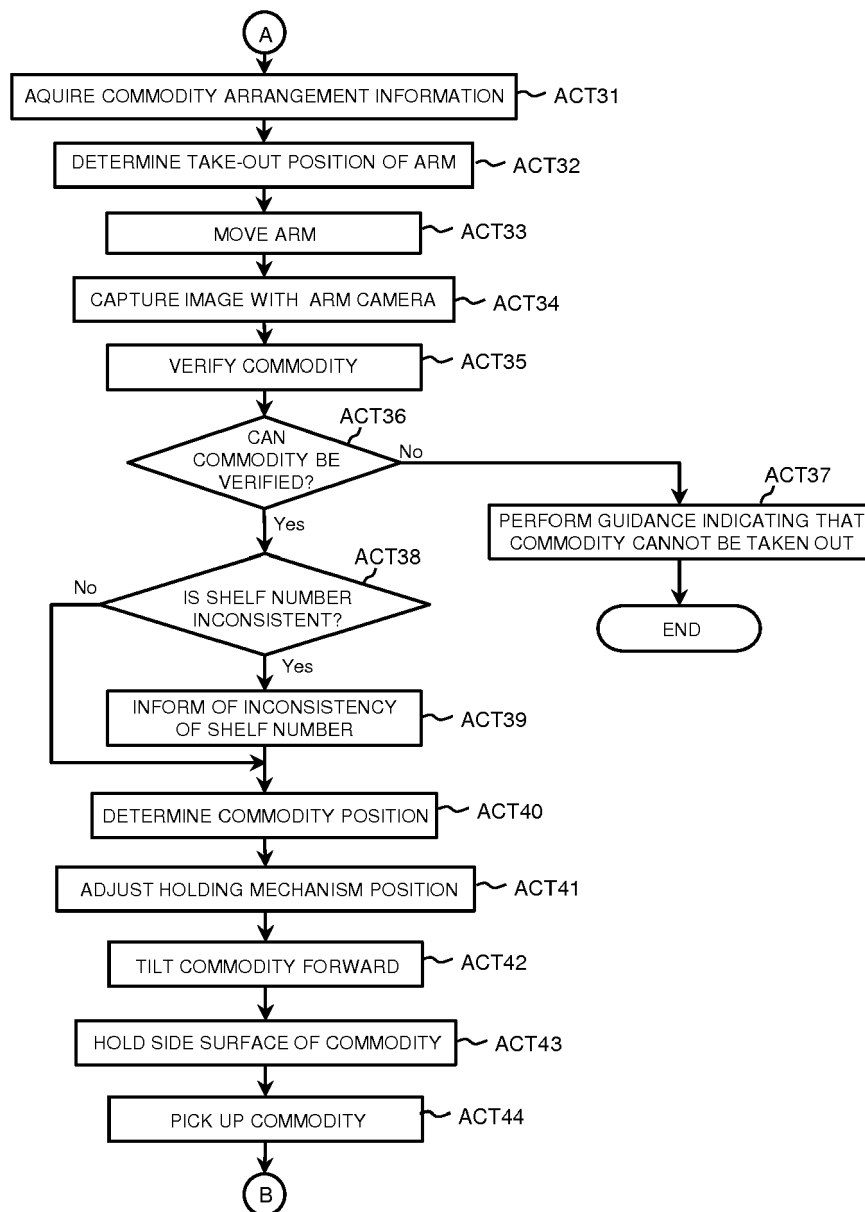 A
AQUIRE COMMODITY ARRANGEMENT INFORMATION
ACT31
DETERMINE TAKE-OUT POSITION OF ARM
ACT32
MOVE ARM
ACT33
CAPTURE IMAGE WITH ARM CAMERA
ACT34
VERIFY COMMODITY
ACT35
ACT36
CAN
COMMODITY BE
VERIFIED?
No
Yes
ACT37
PERFORM GUIDANCE INDICATING THAT
COMMODITY CANNOT BE TAKEN OUT
END
ACT38
No
IS SHELF NUMBER
INCONSISTENT?
Yes
INFORM OF INCONSISTENCY
OF SHELF NUMBER
ACT39
DETERMINE COMMODITY POSITION
ACT40
ADJUST HOLDING MECHANISM POSITION
ACT41
TILT COMMODITY FORWARD
ACT42
HOLD SIDE SURFACE OF COMMODITY
ACT43
PICK UP COMMODITY
ACT44
B